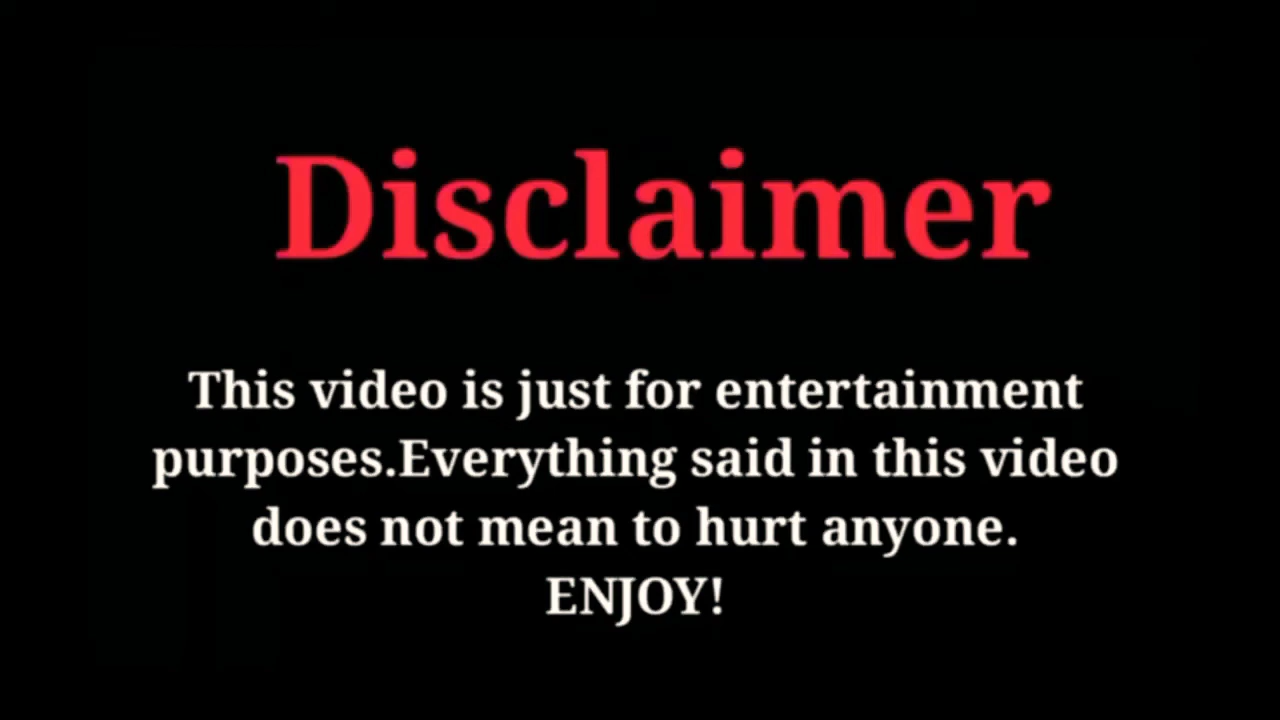 Disclaimer
This video is just for entertainment
purposes.Everything said in this video
does not mean to hurt anyone.
ENJOY!